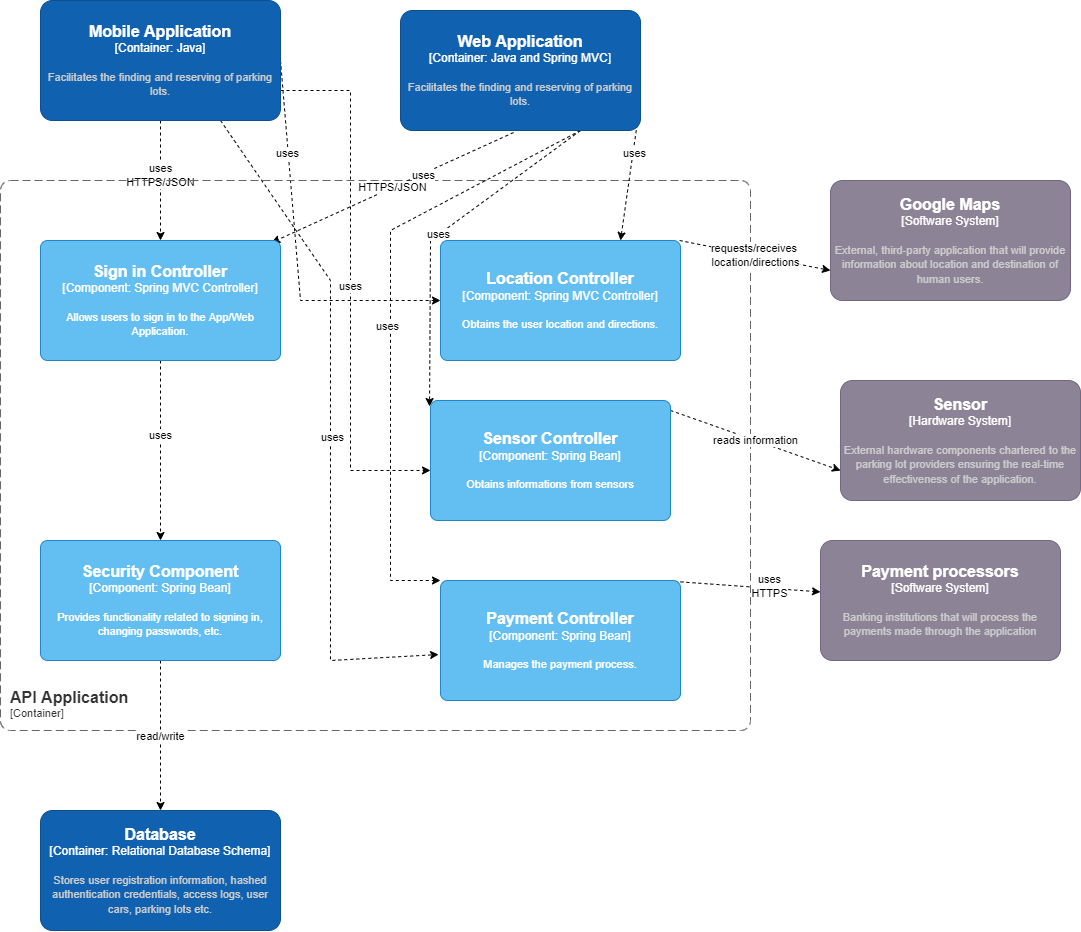 Mobile Application
[Container: Java]
Facilitates the finding and reserving of parking
lots.
Web Application
[Container: Java and Spring MVC]
Facilitates the finding and reserving of parking
lots.
uses
uses
uses
HTTPS/JSON
uses
HTTPS/JSON
Google Maps
[Software System]
External, third-party application that will provide
information about location and destination of
human users.
uses
requests/receives
location/directions
Sign in Controller
[Component: Spring MVC Controller]
Allows users to sign in to the App/Web
Application.
Location Controller
[Component: Spring MVC Controller]
Obtains the user location and directions.
uses
uses
Sensor
[Hardware System]
External hardware components chartered to the
parking lot providers ensuring the real-time
effectiveness of the application.
uses
uses
Sensor Controller
[Component: Spring Bean]
Obtains informations from sensors
reads information
Security Component
[Component: Spring Bean]
Provides functionality related to signing in,
changing passwords, etc.
Payment Controller
[Component: Spring Bean]
Manages the payment process.
uses
HTTPS
Payment processors
[Software System]
Banking institutions that will process the
payments made through the application
API Application
[Container]
read/write
Database
[Container: Relational Database Schema]
Stores user registration information, hashed
authentication credentials, access logs, user
cars, parking lots etc.